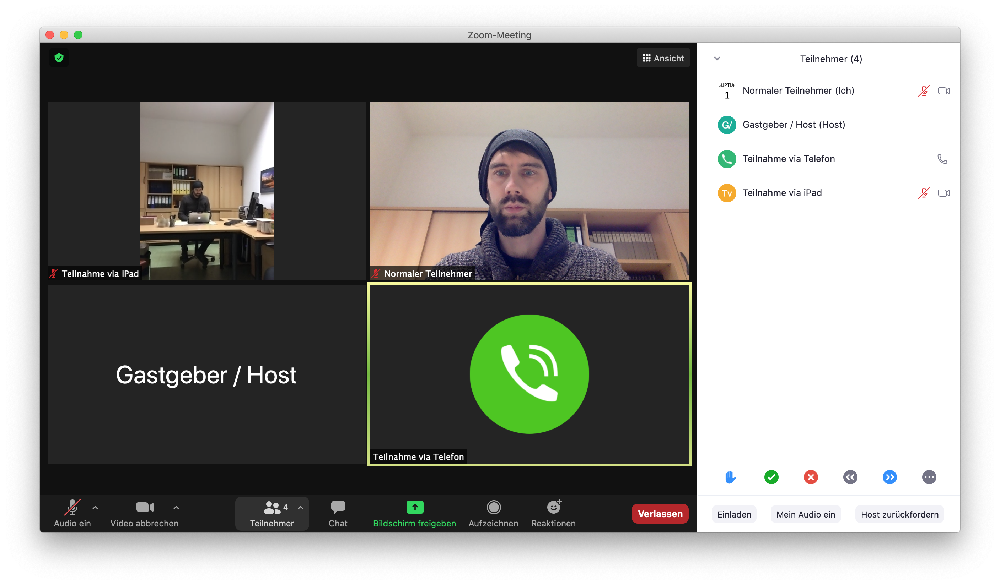 Zoom-Meeting
Ansicht
Teilnahme via iPad
Normaler Teilnehmer
Gastgeber / Host
Teilnahme via Telefon
Audio ein
Video abbrechen
4
Teilnehmer
Chat
Bildschirm freigeben
Aufzeichnen
Reaktionen
Verlassen
Teilnehmer (4)
1
Normaler Teilnehmer (Ich)
G/
Gastgeber / Host (Host)
Teilnahme via Telefon
Tv
Teilnahme via iPad
Einladen
Mein Audio ein
Host zurückfordern